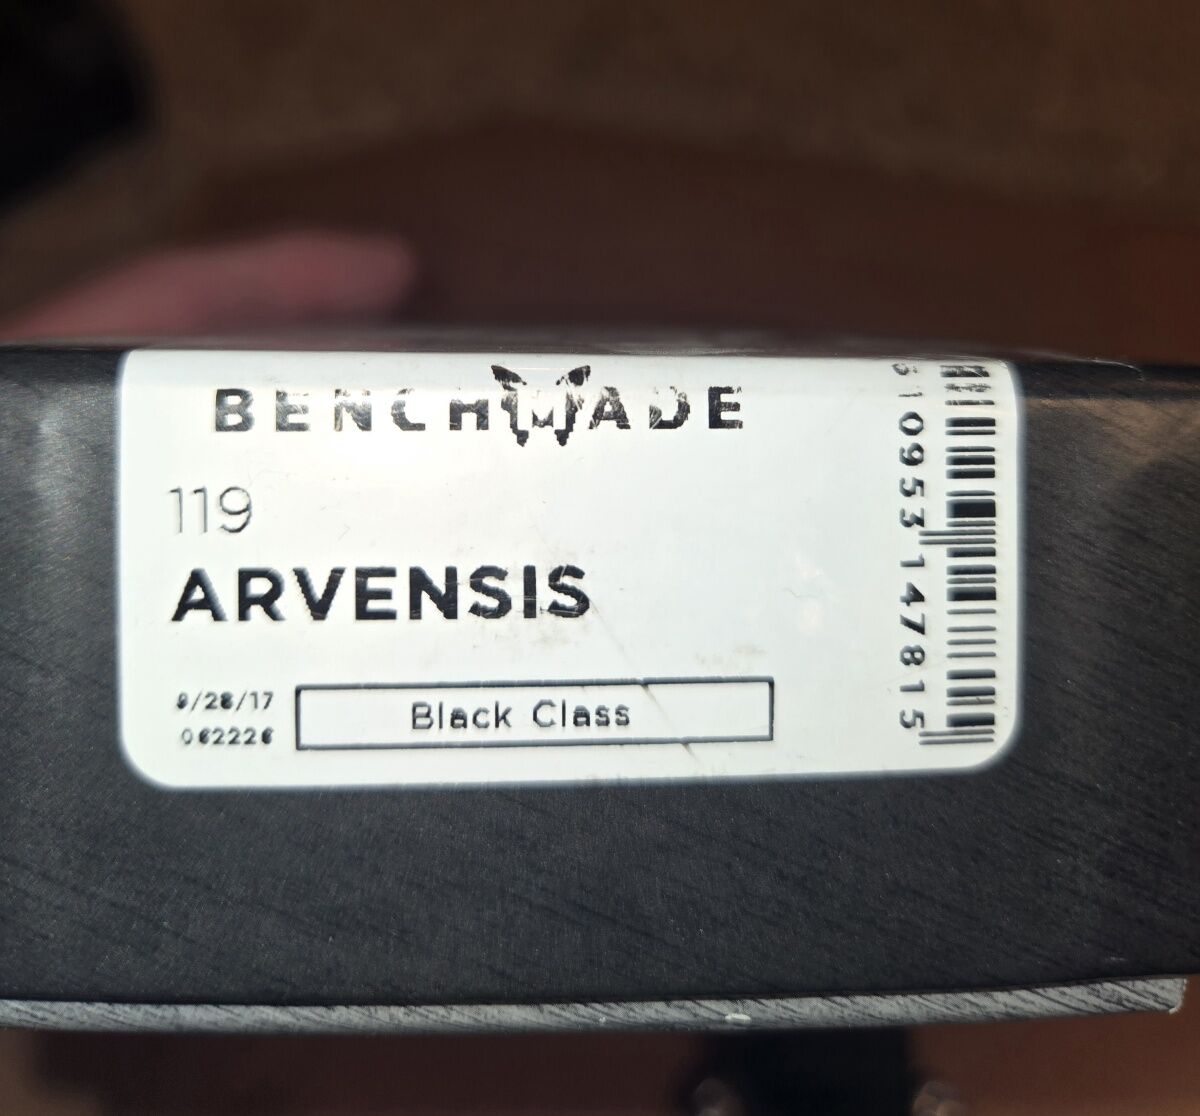 BENCHMADE
119
ARVENSIS
9/28/17
062226
Black Class
610953147815